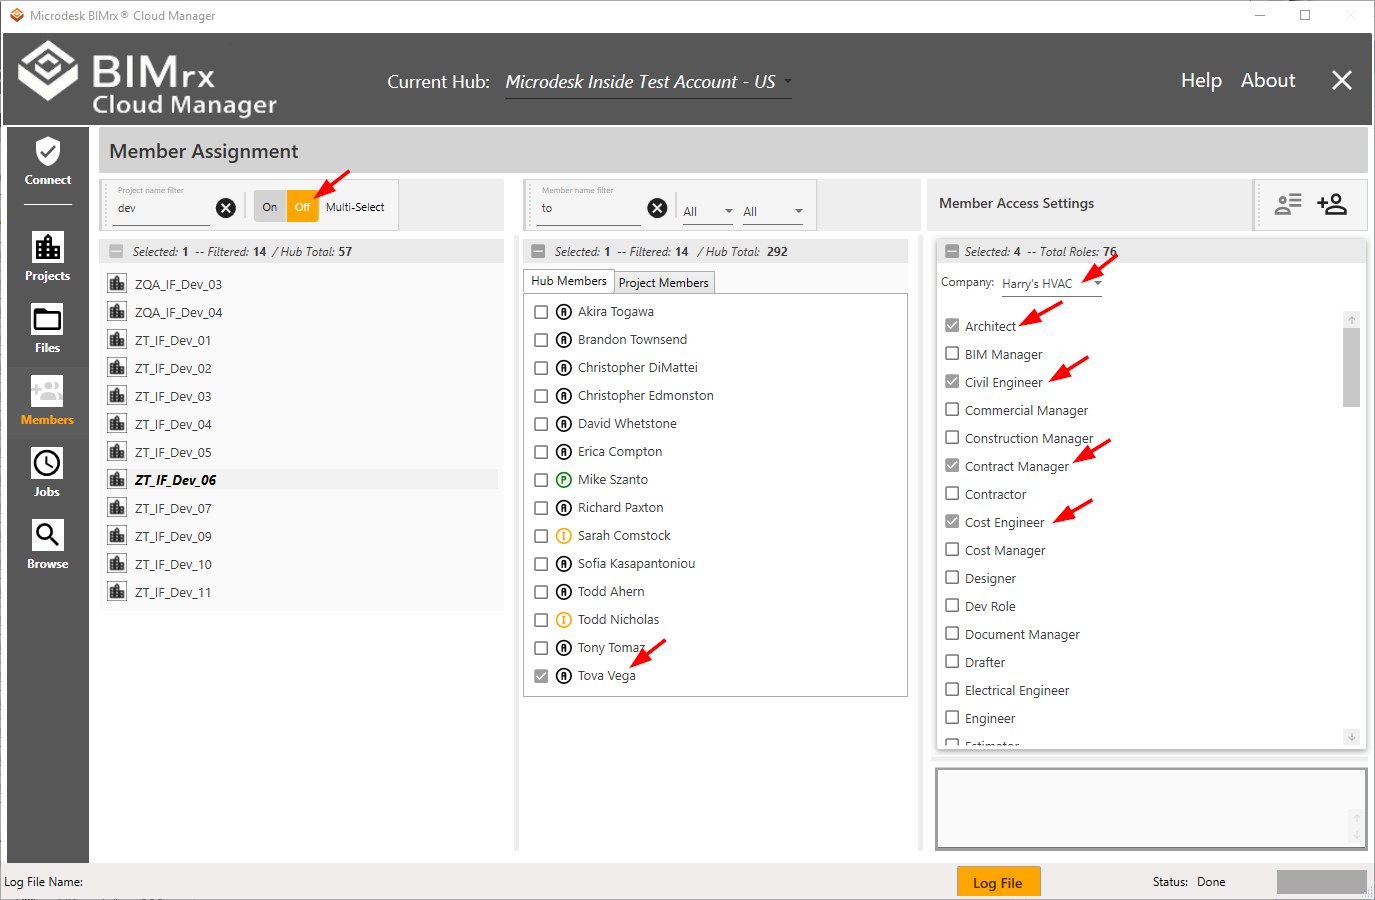 Microdesk BIMrx® Cloud Manager
BIMrx
Cloud Manager
Current Hub: Microdesk Inside Test Account - US
Help About
Connect
Projects
Files
Members
Jobs
Browse
Member Assignment
Project name filter
dev
On Off Multi-Select
Selected: 1 -- Filtered: 14 / Hub Total: 57
ZQA_IF_Dev_03
ZQA_IF_Dev_04
ZT_IF_Dev_01
ZT_IF_Dev_02
ZT_IF_Dev_03
ZT_IF_Dev_04
ZT_IF_Dev_05
ZT_IF_Dev_06
ZT_IF_Dev_07
ZT_IF_Dev_09
ZT_IF_Dev_10
ZT_IF_Dev_11
Member name filter
to
All All
Selected: 1 -- Filtered: 14 / Hub Total: 292
Hub Members Project Members
A Akira Togawa
A Brandon Townsend
A Christopher DiMattei
A Christopher Edmonston
A David Whetstone
A Erica Compton
P Mike Szanto
A Richard Paxton
I Sarah Comstock
A Sofia Kasapantoniou
A Todd Ahern
I Todd Nicholas
A Tony Tomaz
A Tova Vega
Member Access Settings
Selected: 4 -- Total Roles: 76
Company: Harry's HVAC
Architect
BIM Manager
Civil Engineer
Commercial Manager
Construction Manager
Contract Manager
Contractor
Cost Engineer
Cost Manager
Designer
Dev Role
Document Manager
Drafter
Electrical Engineer
Engineer
Estimator
Log File Name:
Log File
Status: Done